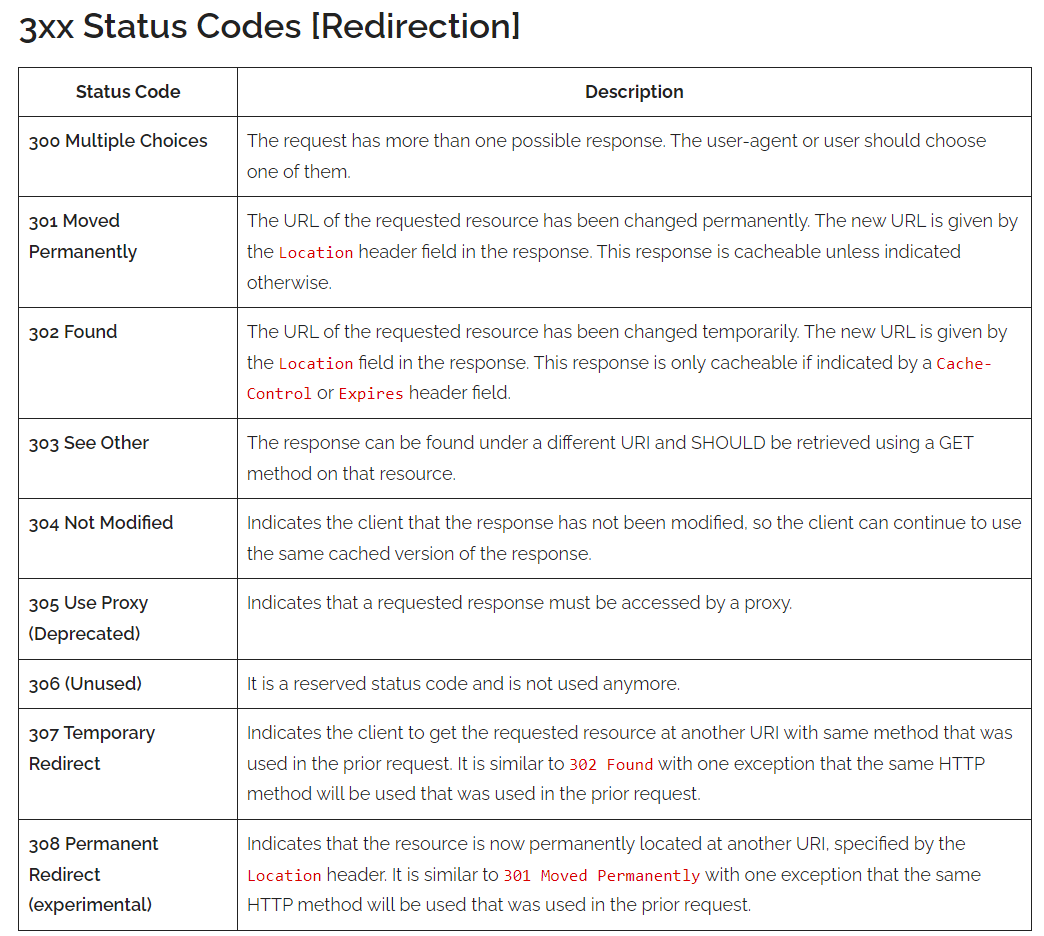 3xx Status Codes [Redirection]
Status Code
Description
300 Multiple Choices
The request has more than one possible response. The user-agent or user should choose
one of them.
301 Moved
Permanently
The URL of the requested resource has been changed permanently. The new URL is given by
the Location header field in the response. This response is cacheable unless indicated
otherwise.
302 Found
The URL of the requested resource has been changed temporarily. The new URL is given by
the Location field in the response. This response is only cacheable if indicated by a Cache-
Control or Expires header field.
303 See Other
The response can be found under a different URI and SHOULD be retrieved using a GET
method on that resource.
304 Not Modified
Indicates the client that the response has not been modified, so the client can continue to use
the same cached version of the response.
305 Use Proxy
(Deprecated)
Indicates that a requested response must be accessed by a proxy.
306 (Unused)
It is a reserved status code and is not used anymore.
307 Temporary
Redirect
Indicates the client to get the requested resource at another URI with same method that was
used in the prior request. It is similar to 302 Found with one exception that the same HTTP
method will be used that was used in the prior request.
308 Permanent
Redirect
(experimental)
Indicates that the resource is now permanently located at another URI, specified by the
Location header. It is similar to 301 Moved Permanently with one exception that the same
HTTP method will be used that was used in the prior request.